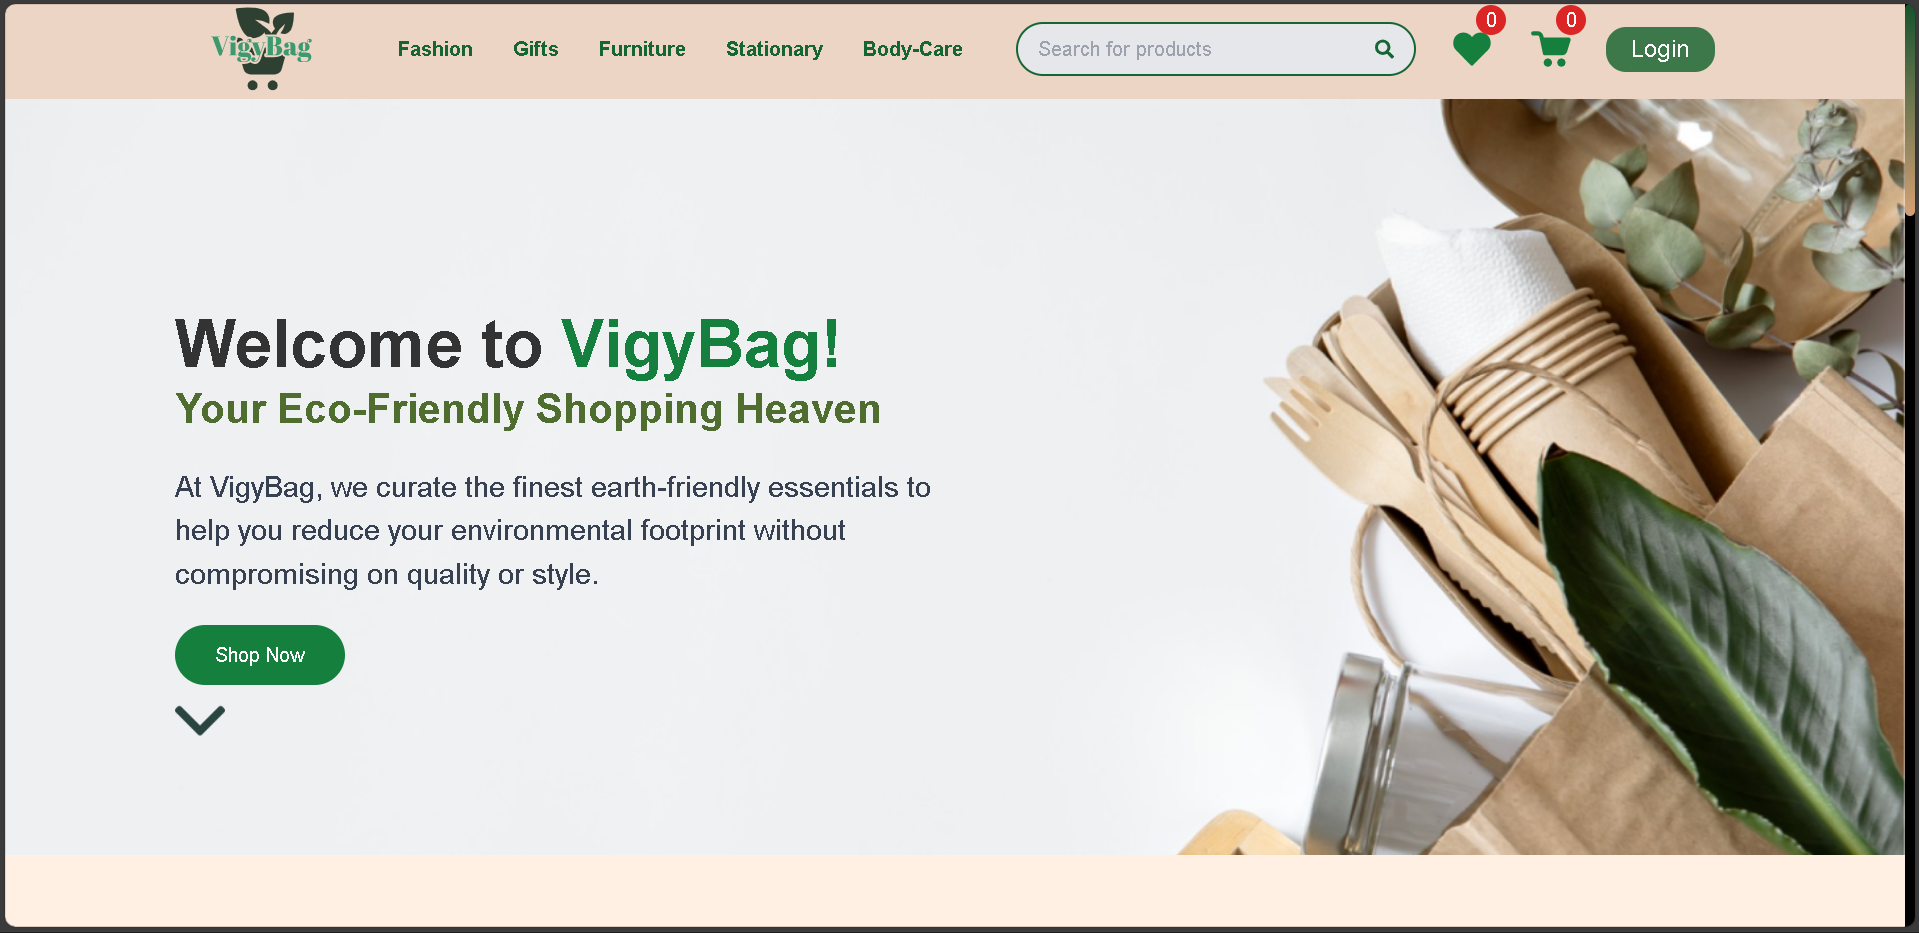 VigyBag
Fashion
Gifts
Furniture
Stationary
Body-Care
Search for products
0
0
Login
Welcome to VigyBag!
Your Eco-Friendly Shopping Heaven
At VigyBag, we curate the finest earth-friendly essentials to
help you reduce your environmental footprint without
compromising on quality or style.
Shop Now